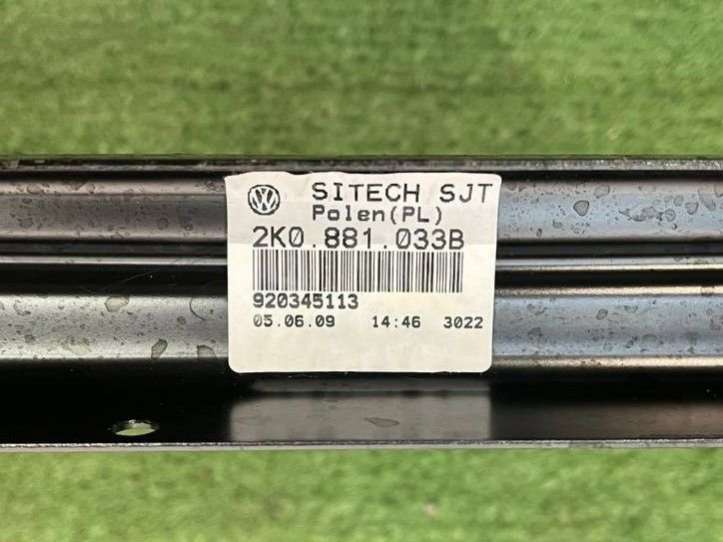 SITECH SJT
Polen(PL)
2K0.881.033B
920345113
05.06.09 14:46 3022